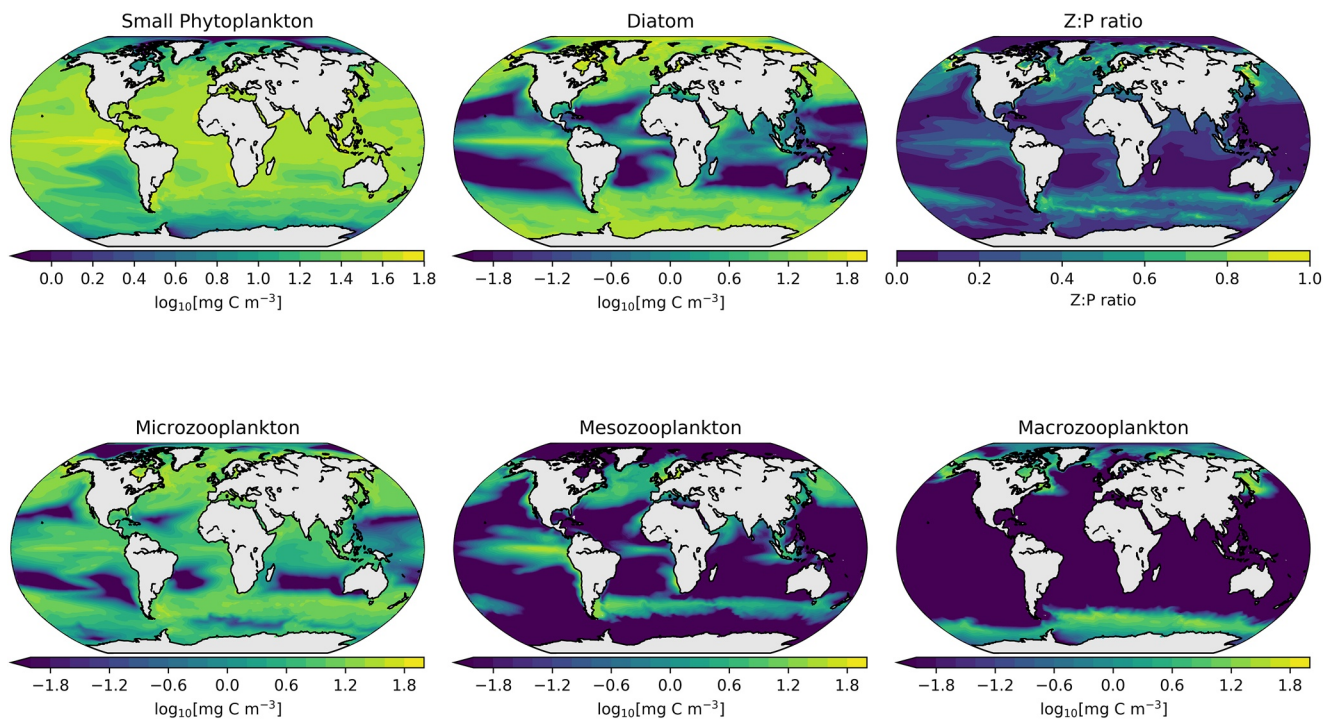 Small Phytoplankton
Diatom
Z:P ratio
0.0 0.2 0.4 0.6 0.8 1.0 1.2 1.4 1.6 1.8
log₁₀[mg C m⁻³]
−1.8 −1.2 −0.6 0.0 0.6 1.2 1.8
log₁₀[mg C m⁻³]
0.0 0.2 0.4 0.6 0.8 1.0
Z:P ratio
Microzooplankton
Mesozooplankton
Macrozooplankton
−1.8 −1.2 −0.6 0.0 0.6 1.2 1.8
log₁₀[mg C m⁻³]
−1.8 −1.2 −0.6 0.0 0.6 1.2 1.8
log₁₀[mg C m⁻³]
−1.8 −1.2 −0.6 0.0 0.6 1.2 1.8
log₁₀[mg C m⁻³]